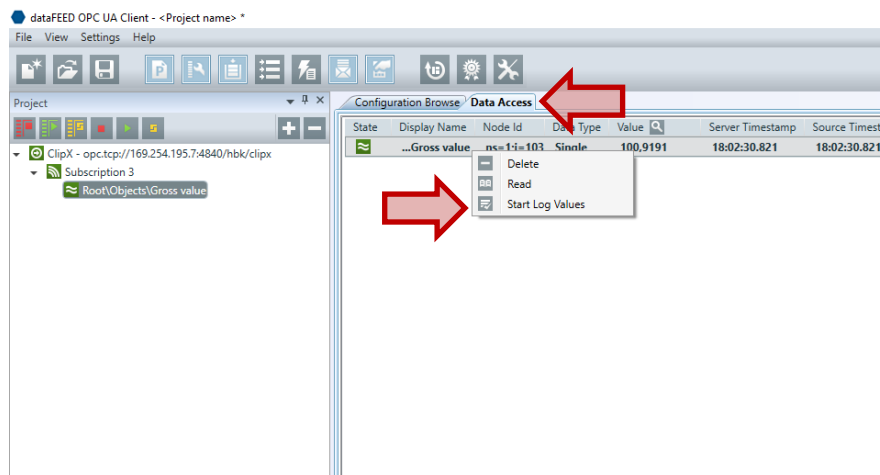 dataFEED OPC UA Client - <Project name> *
File View Settings Help
Project
Configuration Browse Data Access
State Display Name Node Id Data Type Value Server Timestamp Source Timest
...Gross value ns=1;i=103 Single 100,9191 18:02:30.821 18:02:30.821
ClipX - opc.tcp://169.254.195.7:4840/hbk/clipx
Subscription 3
Root\Objects\Gross value
Delete
Read
Start Log Values